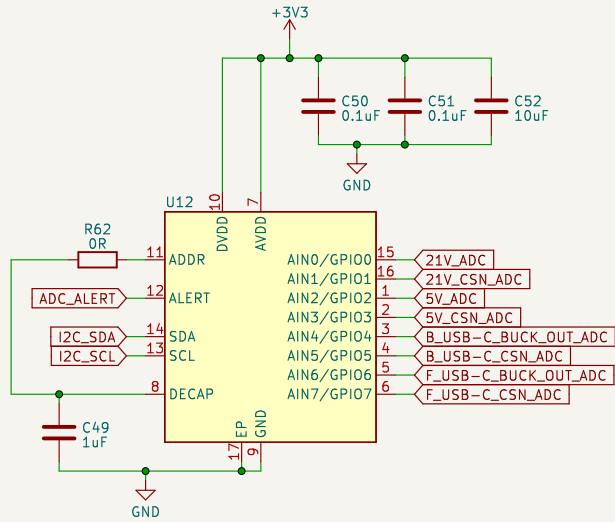 +3V3
C50
0.1uF
C51
0.1uF
C52
10uF
GND
U12
10
7
DVDD
AVDD
R62
0R
11
ADDR
AIN0/GPIO0
15
21V_ADC
AIN1/GPIO1
16
21V_CSN_ADC
ADC_ALERT
12
ALERT
AIN2/GPIO2
1
5V_ADC
AIN3/GPIO3
2
5V_CSN_ADC
I2C_SDA
14
SDA
AIN4/GPIO4
3
B_USB-C_BUCK_OUT_ADC
I2C_SCL
13
SCL
AIN5/GPIO5
4
B_USB-C_CSN_ADC
AIN6/GPIO6
5
F_USB-C_BUCK_OUT_ADC
8
DECAP
AIN7/GPIO7
6
F_USB-C_CSN_ADC
C49
1uF
EP
GND
17
9
GND